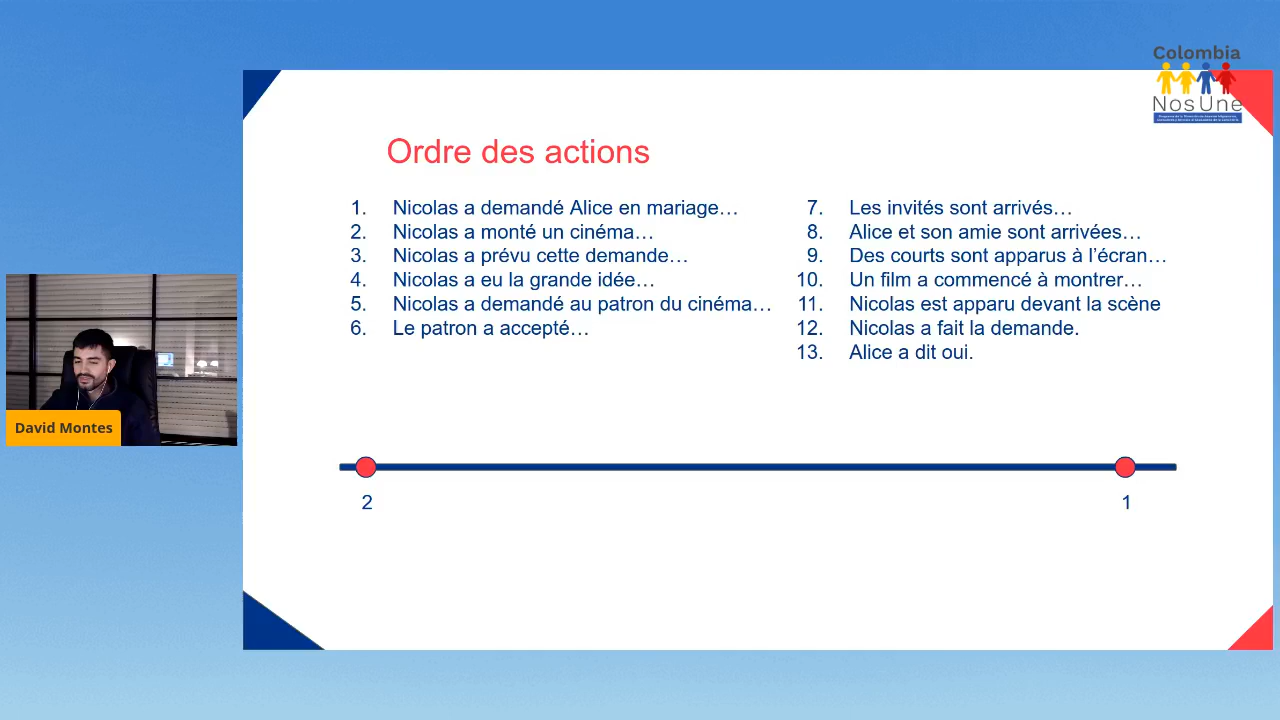 Colombia
NosUne
Ordre des actions
1. Nicolas a demandé Alice en mariage…
2. Nicolas a monté un cinéma…
3. Nicolas a prévu cette demande…
4. Nicolas a eu la grande idée…
5. Nicolas a demandé au patron du cinéma…
6. Le patron a accepté…
7. Les invités sont arrivés…
8. Alice et son amie sont arrivées…
9. Des courts sont apparus à l’écran…
10. Un film a commencé à montrer…
11. Nicolas est apparu devant la scène
12. Nicolas a fait la demande.
13. Alice a dit oui.
David Montes
2 1